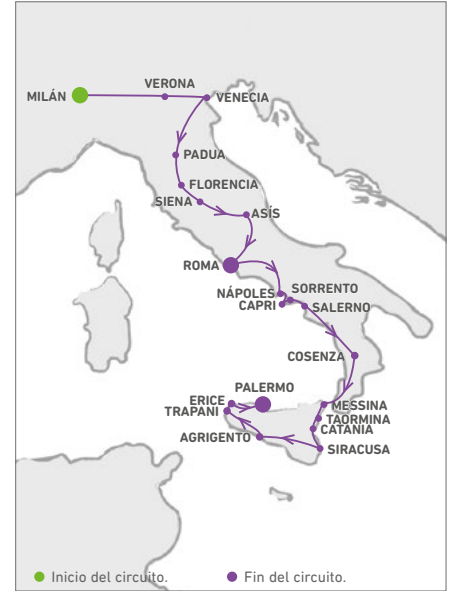 VERONA
MILÁN
VENECIA
PADUA
FLORENCIA
SIENA
ASÍS
ROMA
SORRENTO
NÁPOLES
CAPRI
SALERNO
COSENZA
PALERMO
ERICE
TRAPANI
MESSINA
TAORMINA
CATANIA
AGRIGENTO
SIRACUSA
Inicio del circuito.
Fin del circuito.